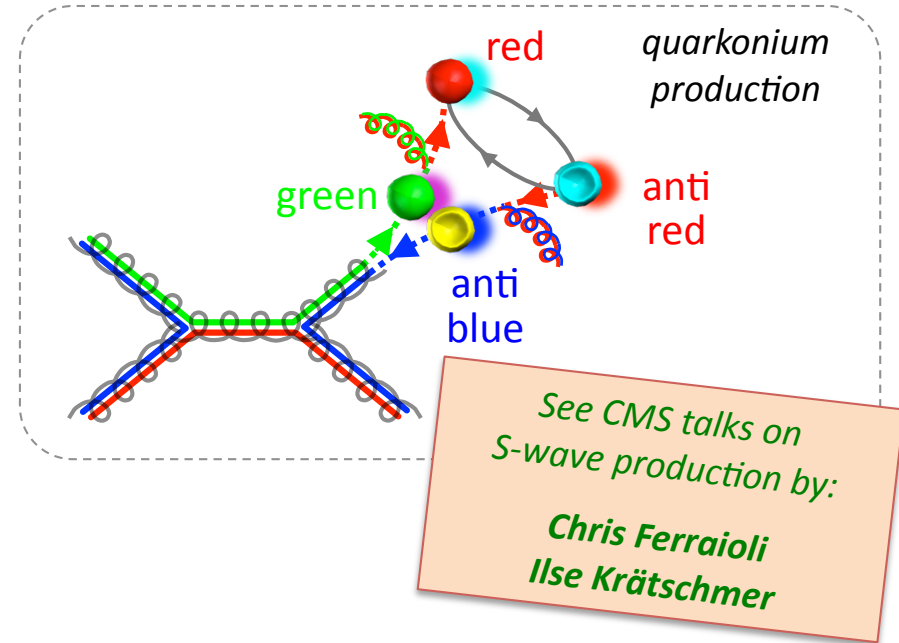 red
quarkonium
production
green
anti
red
anti
blue
See CMS talks on
S-wave production by:
Chris Ferraioli
Ilse Krätschmer